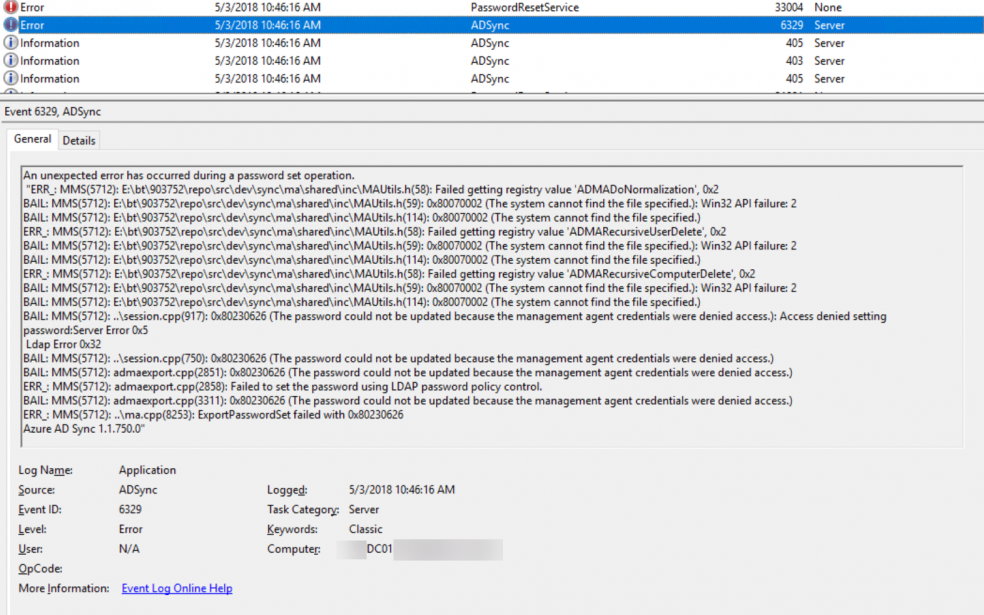 Error 5/3/2018 10:46:16 AM PasswordResetService 33004 None
Error 5/3/2018 10:46:16 AM ADSync 6329 Server
Information 5/3/2018 10:46:16 AM ADSync 405 Server
Information 5/3/2018 10:46:16 AM ADSync 403 Server
Information 5/3/2018 10:46:16 AM ADSync 405 Server
Event 6329, ADSync
General Details
An unexpected error has occurred during a password set operation.
"ERR_: MMS(5712): E:\bt\903752\repo\src\dev\sync\ma\shared\inc\MAUtils.h(58): Failed getting registry value 'ADMADoNormalization', 0x2
BAIL: MMS(5712): E:\bt\903752\repo\src\dev\sync\ma\shared\inc\MAUtils.h(59): 0x80070002 (The system cannot find the file specified.): Win32 API failure: 2
BAIL: MMS(5712): E:\bt\903752\repo\src\dev\sync\ma\shared\inc\MAUtils.h(114): 0x80070002 (The system cannot find the file specified.)
ERR_: MMS(5712): E:\bt\903752\repo\src\dev\sync\ma\shared\inc\MAUtils.h(58): Failed getting registry value 'ADMARecursiveUserDelete', 0x2
BAIL: MMS(5712): E:\bt\903752\repo\src\dev\sync\ma\shared\inc\MAUtils.h(59): 0x80070002 (The system cannot find the file specified.): Win32 API failure: 2
BAIL: MMS(5712): E:\bt\903752\repo\src\dev\sync\ma\shared\inc\MAUtils.h(114): 0x80070002 (The system cannot find the file specified.)
ERR_: MMS(5712): E:\bt\903752\repo\src\dev\sync\ma\shared\inc\MAUtils.h(58): Failed getting registry value 'ADMARecursiveComputerDelete', 0x2
BAIL: MMS(5712): E:\bt\903752\repo\src\dev\sync\ma\shared\inc\MAUtils.h(59): 0x80070002 (The system cannot find the file specified.): Win32 API failure: 2
BAIL: MMS(5712): E:\bt\903752\repo\src\dev\sync\ma\shared\inc\MAUtils.h(114): 0x80070002 (The system cannot find the file specified.)
BAIL: MMS(5712): ..\session.cpp(917): 0x80230626 (The password could not be updated because the management agent credentials were denied access.): Access denied setting
password:Server Error 0x5
Ldap Error 0x32
BAIL: MMS(5712): ..\session.cpp(750): 0x80230626 (The password could not be updated because the management agent credentials were denied access.)
BAIL: MMS(5712): admaexport.cpp(2851): 0x80230626 (The password could not be updated because the management agent credentials were denied access.)
ERR_: MMS(5712): admaexport.cpp(2858): Failed to set the password using LDAP password policy control.
BAIL: MMS(5712): admaexport.cpp(3311): 0x80230626 (The password could not be updated because the management agent credentials were denied access.)
ERR_: MMS(5712): ..\ma.cpp(8253): ExportPasswordSet failed with 0x80230626
Azure AD Sync 1.1.750.0"
Log Name: Application
Source: ADSync Logged: 5/3/2018 10:46:16 AM
Event ID: 6329 Task Category: Server
Level: Error Keywords: Classic
User: N/A Computer: DC01
OpCode:
More Information: Event Log Online Help